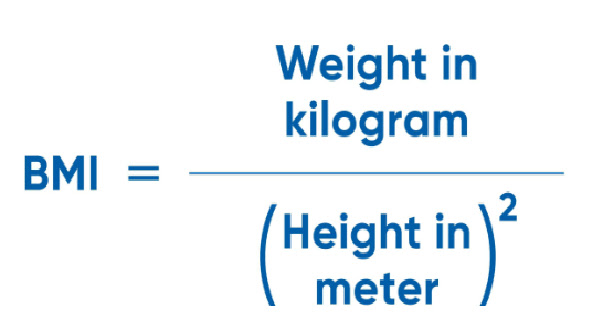 Weight in
kilogram
BMI =
(Height in)²
meter